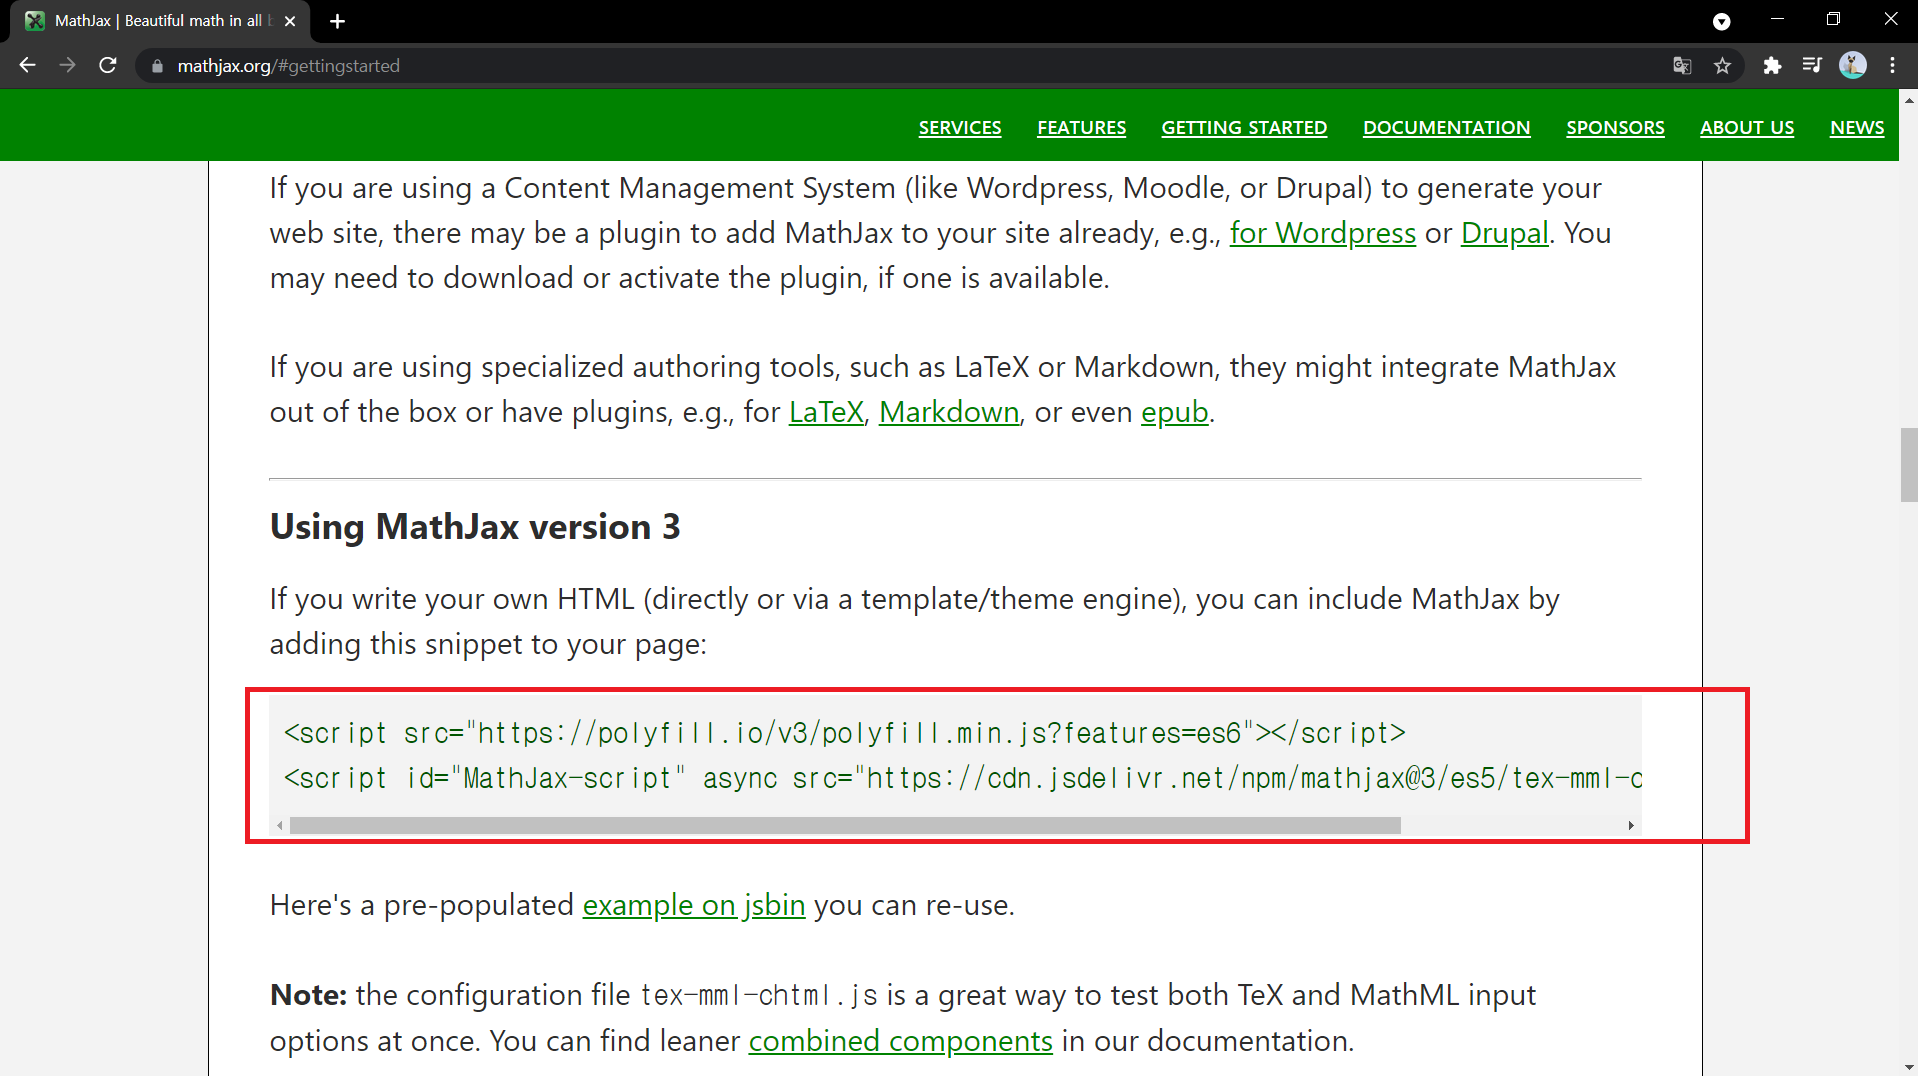 MathJax | Beautiful math in all b
mathjax.org/#gettingstarted
SERVICES FEATURES GETTING STARTED DOCUMENTATION SPONSORS ABOUT US NEWS
If you are using a Content Management System (like Wordpress, Moodle, or Drupal) to generate your
web site, there may be a plugin to add MathJax to your site already, e.g., for Wordpress or Drupal. You
may need to download or activate the plugin, if one is available.
If you are using specialized authoring tools, such as LaTeX or Markdown, they might integrate MathJax
out of the box or have plugins, e.g., for LaTeX, Markdown, or even epub.
Using MathJax version 3
If you write your own HTML (directly or via a template/theme engine), you can include MathJax by
adding this snippet to your page:
<script src="https://polyfill.io/v3/polyfill.min.js?features=es6"></script>
<script id="MathJax-script" async src="https://cdn.jsdelivr.net/npm/mathjax@3/es5/tex-mml-c
Here's a pre-populated example on jsbin you can re-use.
Note: the configuration file tex-mml-chtml.js is a great way to test both TeX and MathML input
options at once. You can find leaner combined components in our documentation.